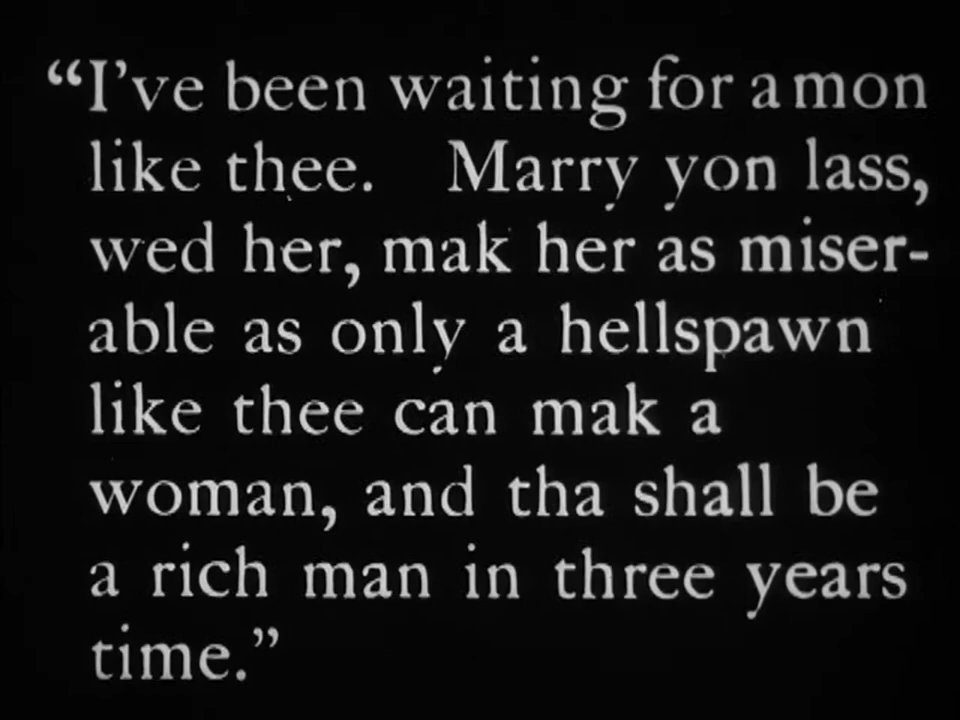 “I’ve been waiting for a mon
like thee. Marry yon lass,
wed her, mak her as miser-
able as only a hellspawn
like thee can mak a
woman, and tha shall be
a rich man in three years
time.”